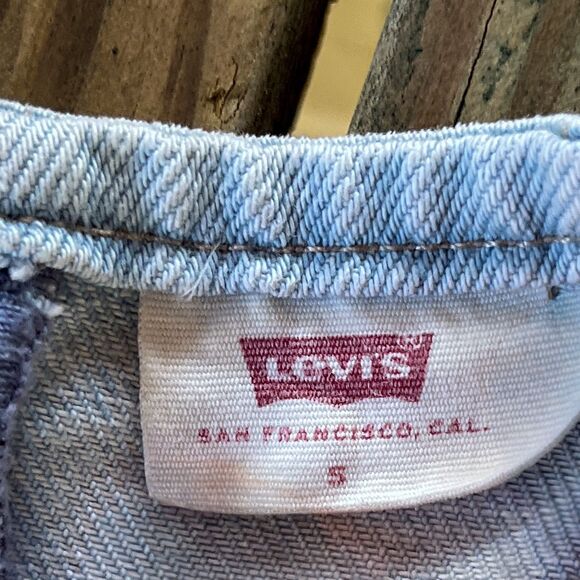 LEVI'S
SAN FRANCISCO, CAL.
S